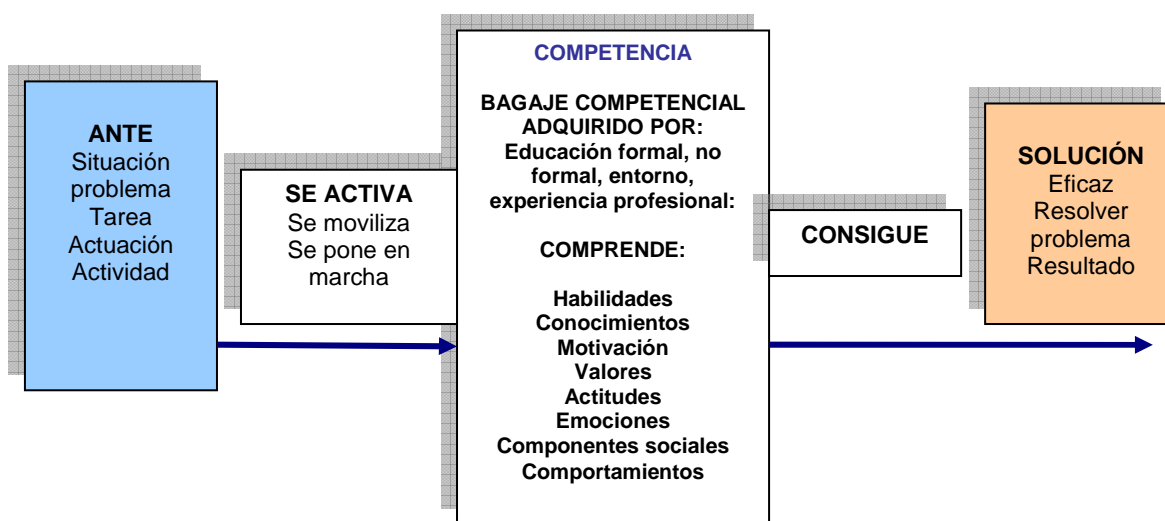 ANTE
Situación
problema
Tarea
Actuación
Actividad
SE ACTIVA
Se moviliza
Se pone en
marcha
COMPETENCIA
BAGAJE COMPETENCIAL
ADQUIRIDO POR:
Educación formal, no
formal, entorno,
experiencia profesional:
COMPRENDE:
Habilidades
Conocimientos
Motivación
Valores
Actitudes
Emociones
Componentes sociales
Comportamientos
CONSIGUE
SOLUCIÓN
Eficaz
Resolver
problema
Resultado